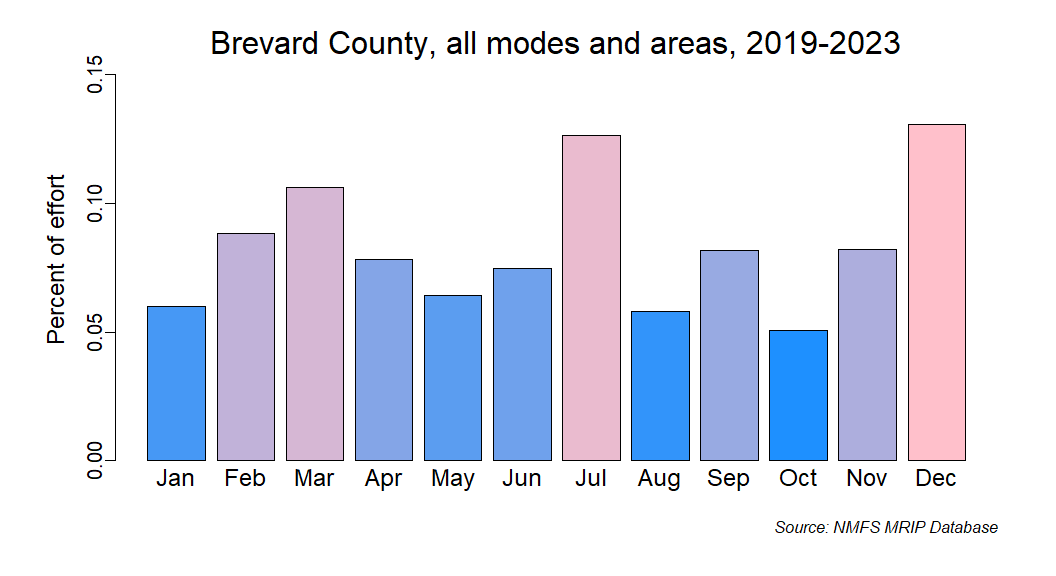 Brevard County, all modes and areas, 2019-2023
Percent of effort
0.15
0.10
0.05
0.00
Jan Feb Mar Apr May Jun Jul Aug Sep Oct Nov Dec
Source: NMFS MRIP Database